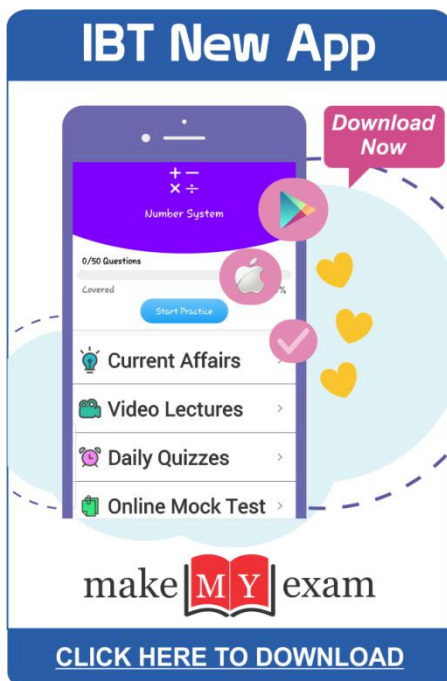 IBT New App
Download
Now
Number System
0/50 Questions
Covered
%
Start Practice
Current Affairs
Video Lectures
Daily Quizzes
Online Mock Test
make MY exam
CLICK HERE TO DOWNLOAD